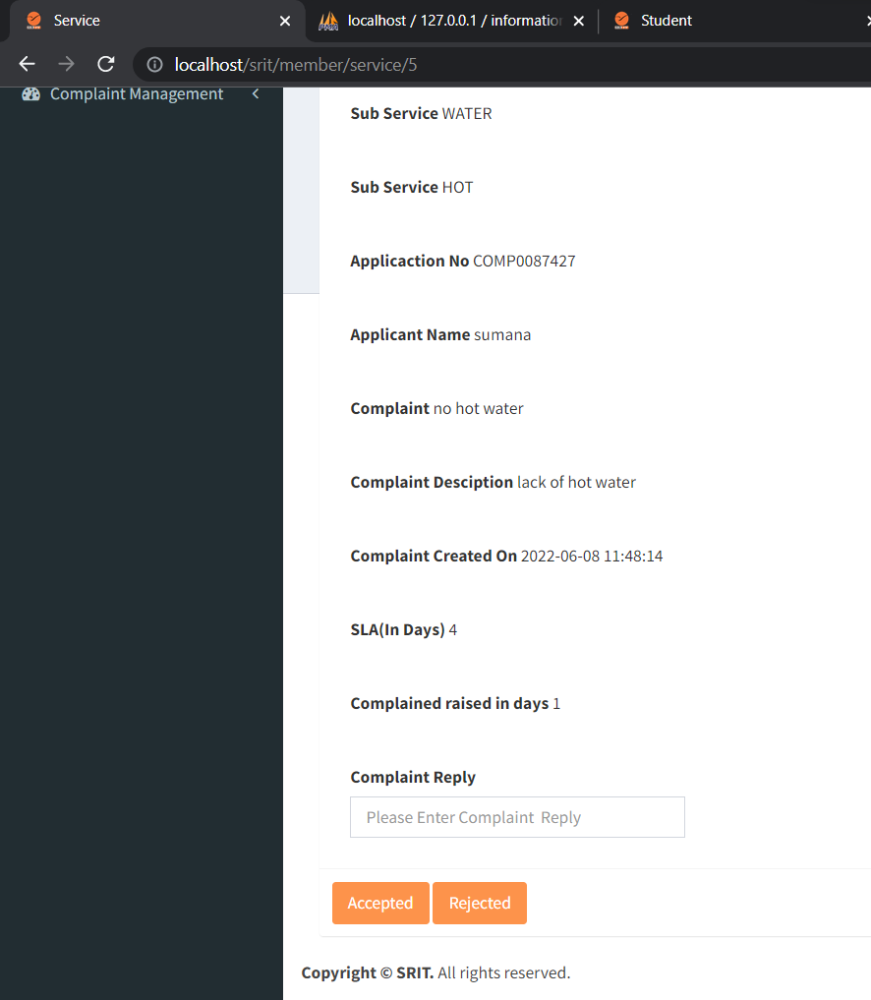 Service
localhost / 127.0.0.1 / information
Student
localhost/srit/member/service/5
Complaint Management
Sub Service WATER
Sub Service HOT
Applicaction No COMP0087427
Applicant Name sumana
Complaint no hot water
Complaint Desciption lack of hot water
Complaint Created On 2022-06-08 11:48:14
SLA(In Days) 4
Complained raised in days 1
Complaint Reply
Please Enter Complaint Reply
Accepted Rejected
Copyright © SRIT. All rights reserved.